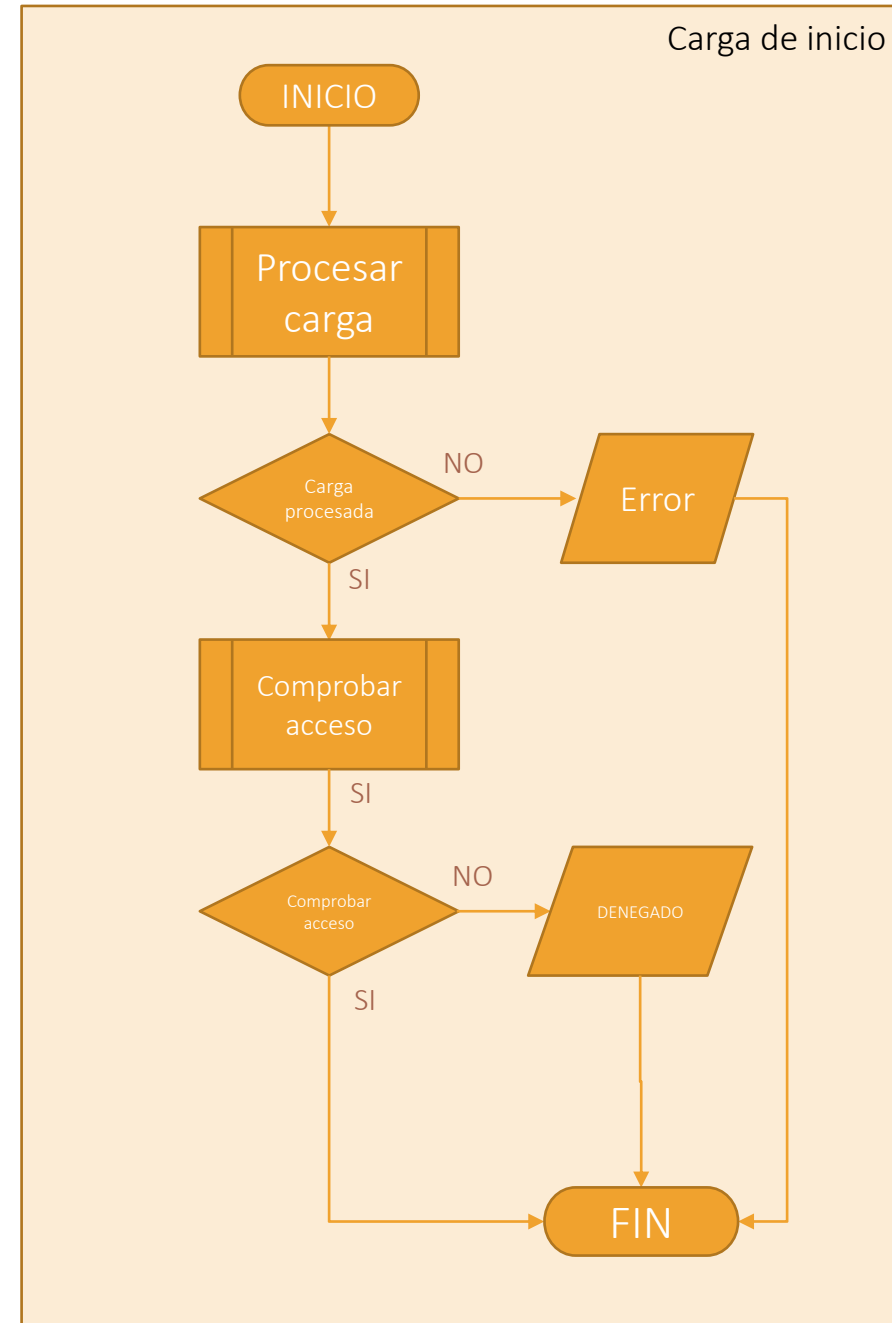 Carga de inicio
INICIO
Procesar
carga
Carga
procesada
NO
Error
SI
Comprobar
acceso
SI
Comprobar
acceso
NO
DENEGADO
SI
FIN